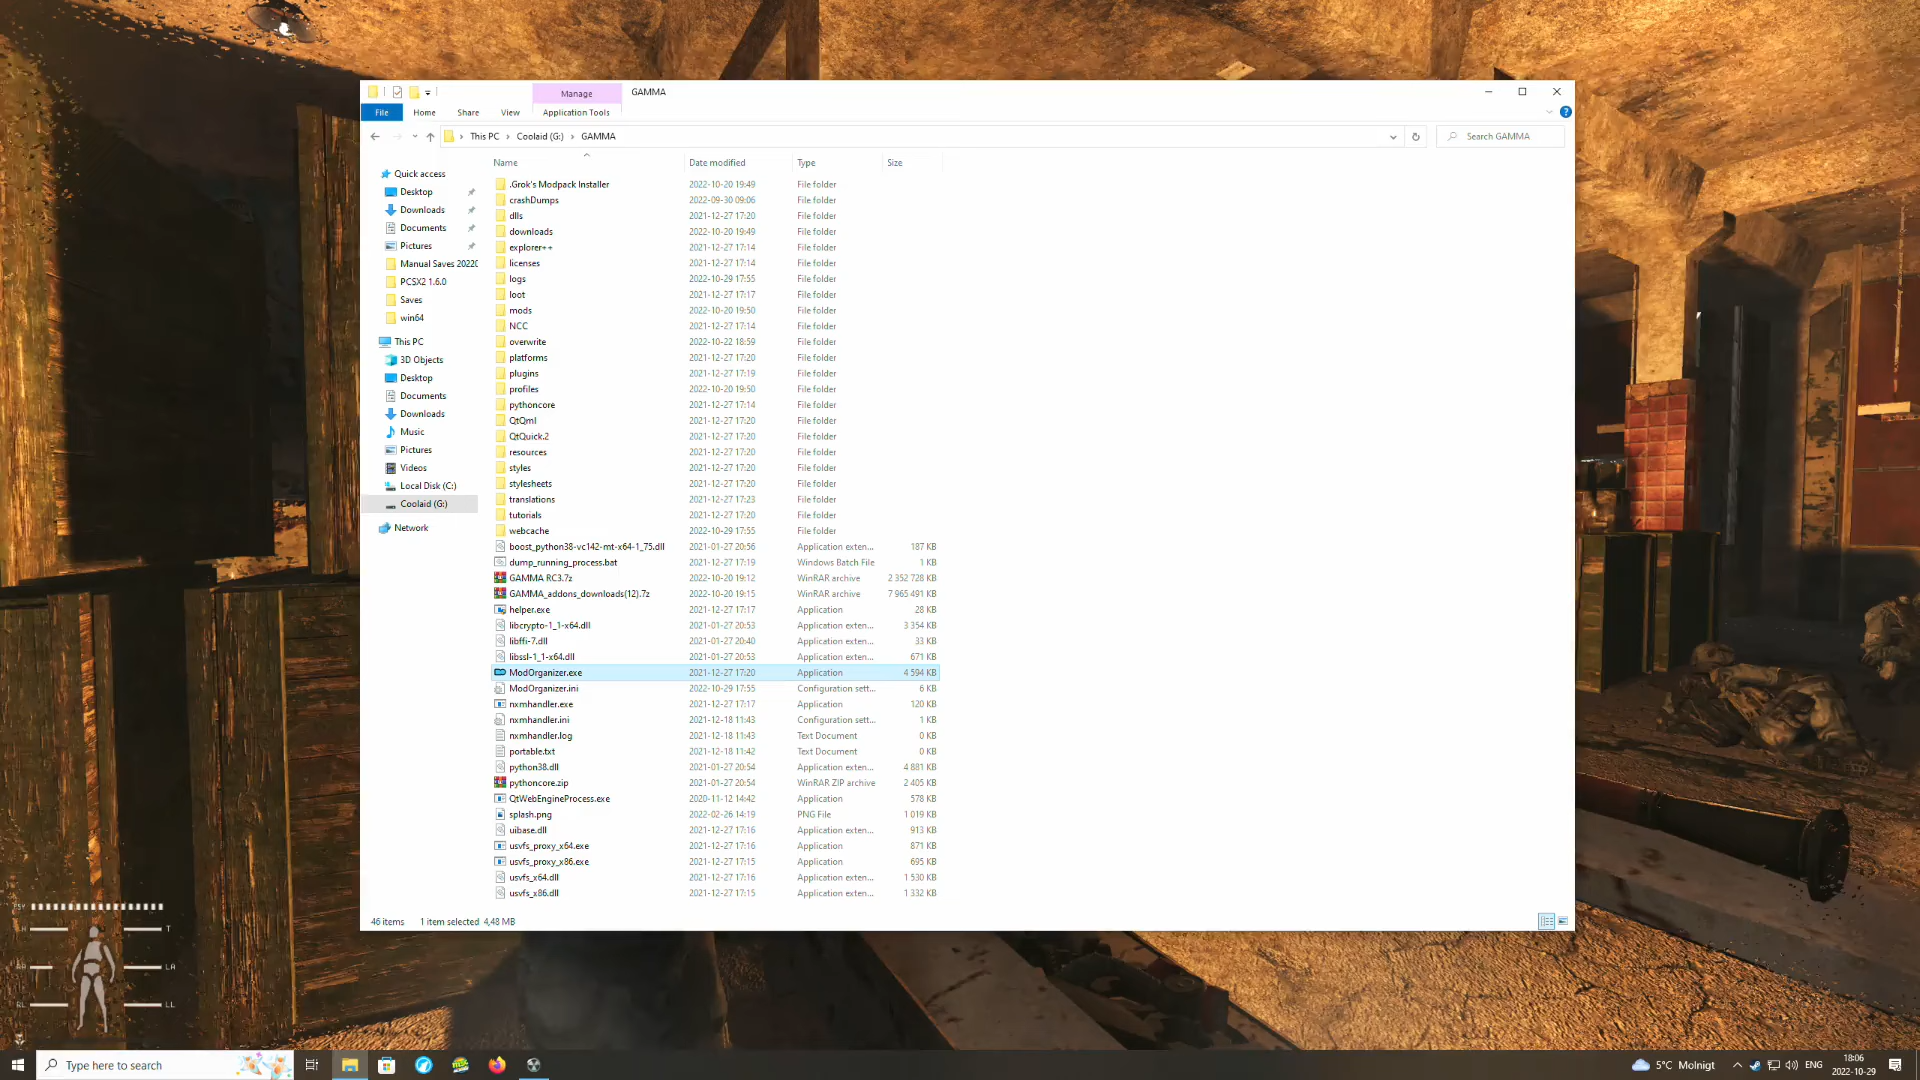 Manage
GAMMA
File
Home
Share
View
Application Tools
This PC
Coolaid (G:)
GAMMA
Search GAMMA
Name
Date modified
Type
Size
Quick access
Desktop
Downloads
Documents
Pictures
Manual Saves 2022
PCSX2 1.6.0
Saves
win64
This PC
3D Objects
Desktop
Documents
Downloads
Music
Pictures
Videos
Local Disk (C:)
Coolaid (G:)
Network
.Grok's Modpack Installer 2022-10-20 19:49 File folder
crashDumps 2022-09-30 09:06 File folder
dlls 2021-12-27 17:20 File folder
downloads 2022-10-20 19:49 File folder
explorer++ 2021-12-27 17:14 File folder
licenses 2021-12-27 17:14 File folder
logs 2022-10-29 17:55 File folder
loot 2021-12-27 17:17 File folder
mods 2022-10-20 19:50 File folder
NCC 2021-12-27 17:14 File folder
overwrite 2022-10-22 18:59 File folder
platforms 2021-12-27 17:20 File folder
plugins 2021-12-27 17:19 File folder
profiles 2022-10-20 19:50 File folder
pythoncore 2021-12-27 17:14 File folder
QtQml 2021-12-27 17:20 File folder
QtQuick.2 2021-12-27 17:20 File folder
resources 2021-12-27 17:20 File folder
styles 2021-12-27 17:20 File folder
stylesheets 2021-12-27 17:20 File folder
translations 2021-12-27 17:23 File folder
tutorials 2021-12-27 17:20 File folder
webcache 2022-10-29 17:55 File folder
boost_python38-vc142-mt-x64-1_75.dll 2021-01-27 20:56 Application exten... 187 KB
dump_running_process.bat 2021-12-27 17:19 Windows Batch File 1 KB
GAMMA RC3.7z 2022-10-20 19:12 WinRAR archive 2 352 728 KB
GAMMA_addons_downloads(12).7z 2022-10-20 19:15 WinRAR archive 7 965 491 KB
helper.exe 2021-12-27 17:17 Application 28 KB
libcrypto-1_1-x64.dll 2021-01-27 20:53 Application exten... 3 354 KB
libffi-7.dll 2021-01-27 20:40 Application exten... 33 KB
libssl-1_1-x64.dll 2021-01-27 20:53 Application exten... 671 KB
ModOrganizer.exe 2021-12-27 17:20 Application 4 594 KB
ModOrganizer.ini 2022-10-29 17:55 Configuration sett... 6 KB
nxmhandler.exe 2021-12-27 17:17 Application 120 KB
nxmhandler.ini 2021-12-18 11:43 Configuration sett... 1 KB
nxmhandler.log 2021-12-18 11:43 Text Document 0 KB
portable.txt 2021-12-18 11:42 Text Document 0 KB
python38.dll 2021-01-27 20:54 Application exten... 4 881 KB
pythoncore.zip 2021-01-27 20:54 WinRAR ZIP archive 2 405 KB
QtWebEngineProcess.exe 2020-11-12 14:42 Application 578 KB
splash.png 2022-02-26 14:19 PNG File 1 019 KB
uibase.dll 2021-12-27 17:16 Application exten... 913 KB
usvfs_proxy_x64.exe 2021-12-27 17:16 Application 871 KB
usvfs_proxy_x86.exe 2021-12-27 17:15 Application 695 KB
usvfs_x64.dll 2021-12-27 17:16 Application exten... 1 530 KB
usvfs_x86.dll 2021-12-27 17:15 Application exten... 1 332 KB
46 items
1 item selected 4,48 MB
T
LA
LL
Type here to search
5°C Molnigt
ENG
18:06
2022-10-29